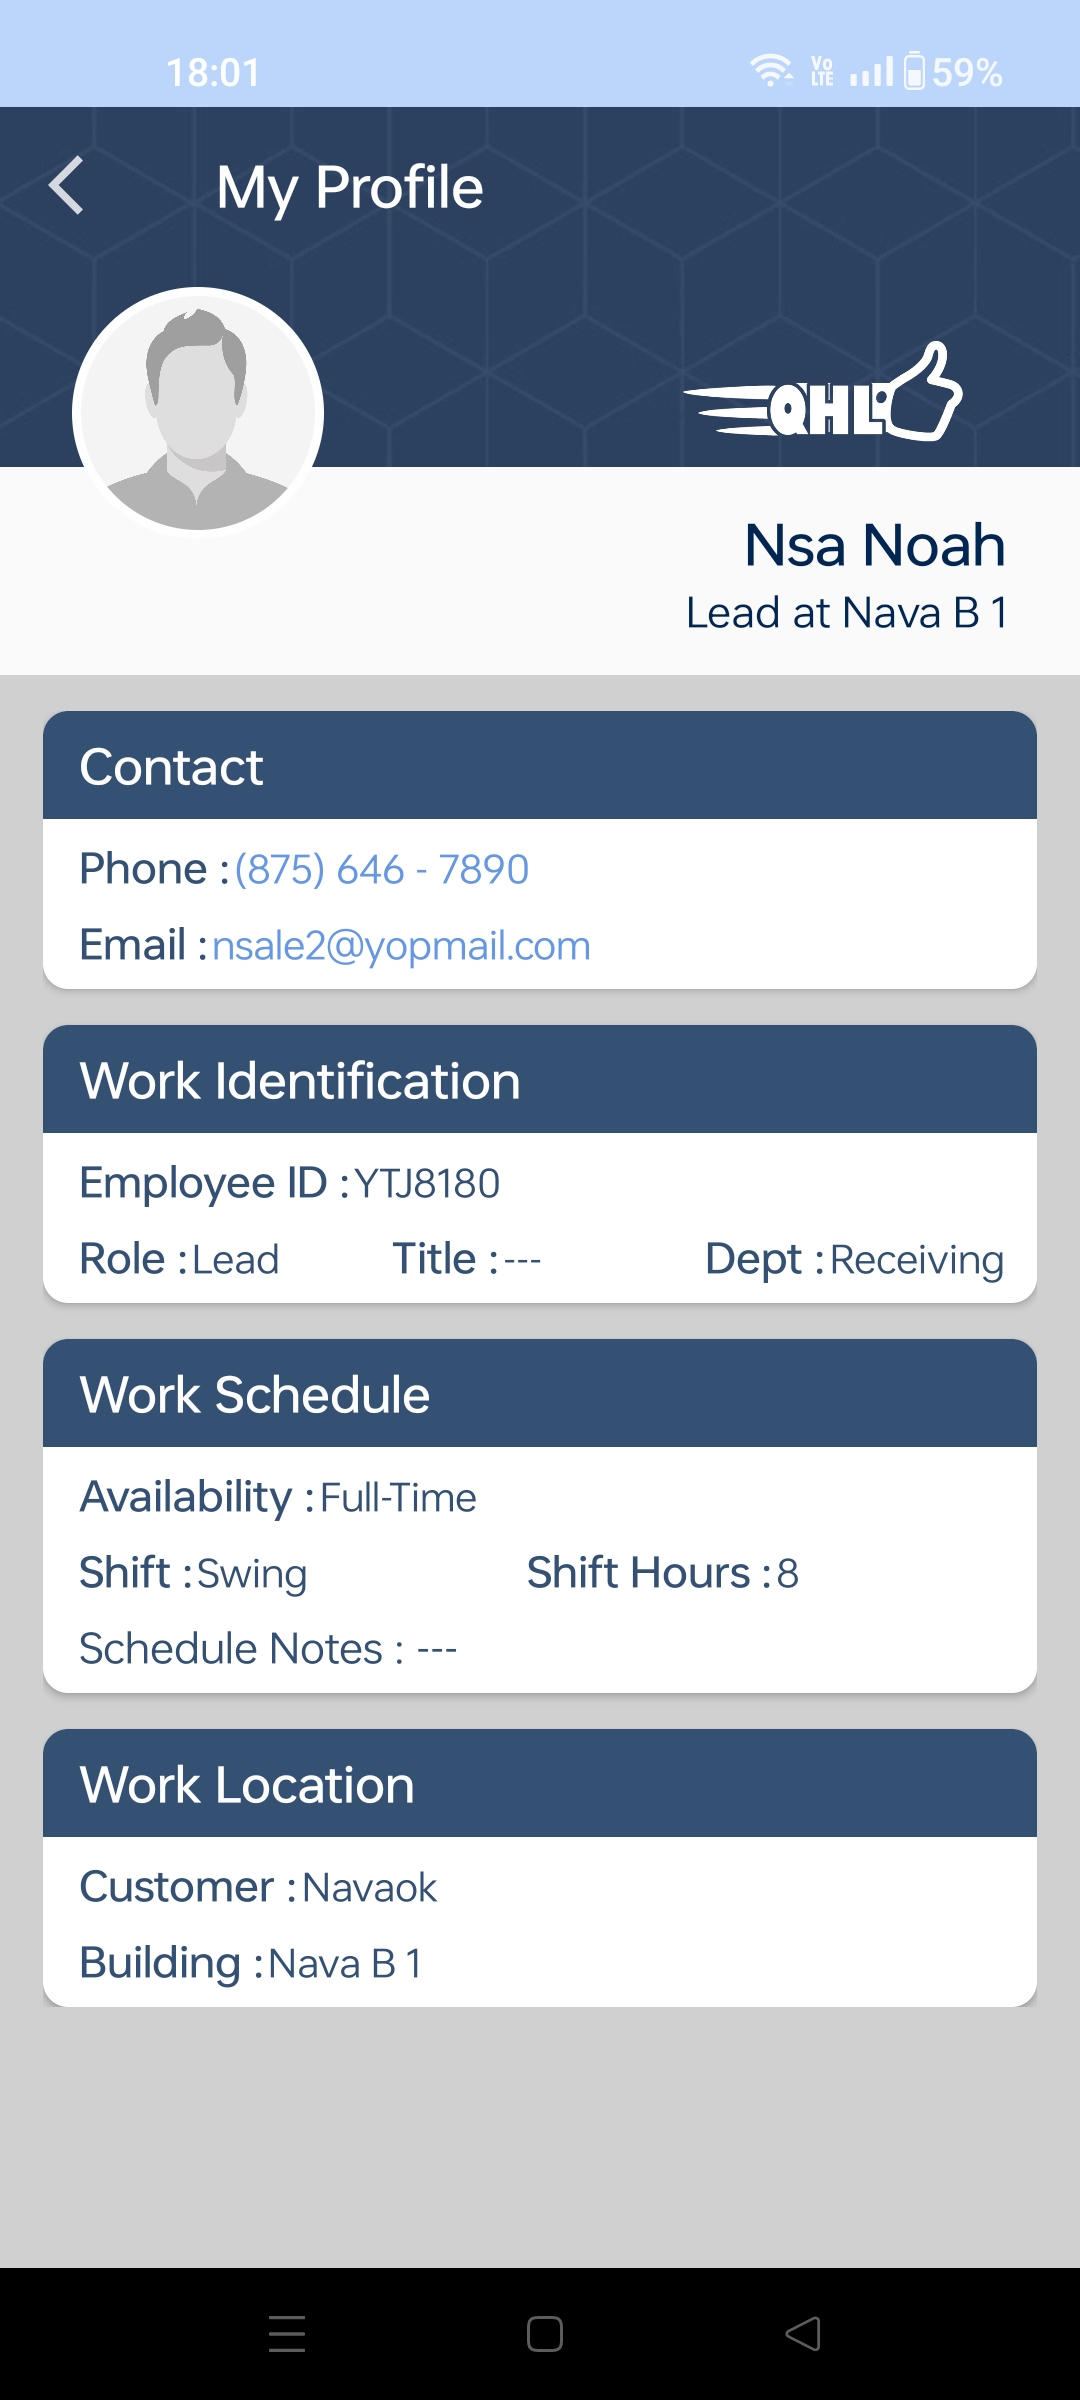 18:01 Vo LTE 59%
My Profile
QHL
Nsa Noah
Lead at Nava B 1
Contact
Phone : (875) 646 - 7890
Email : nsale2@yopmail.com
Work Identification
Employee ID : YTJ8180
Role : Lead Title : --- Dept : Receiving
Work Schedule
Availability : Full-Time
Shift : Swing Shift Hours : 8
Schedule Notes : ---
Work Location
Customer : Navaok
Building : Nava B 1